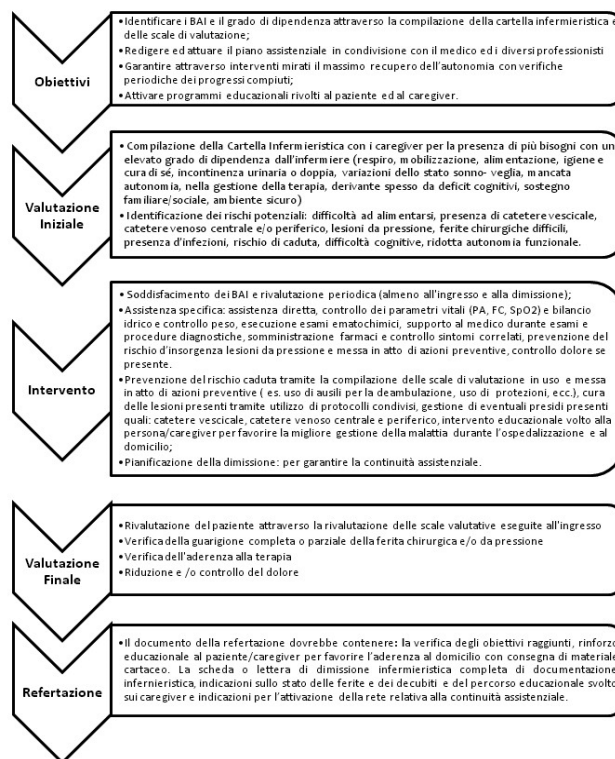 Obiettivi
•Identificare i BAI e il grado di dipendenza attraverso la compilazione della cartella infermieristica e
delle scale di valutazione;
•Redigere ed attuare il piano assistenziale in condivisione con il medico ed i diversi professionisti
•Garantire attraverso interventi mirati il massimo recupero dell'autonomia con verifiche
periodiche dei progressi compiuti;
•Attivare programmi educazionali rivolti al paziente ed al caregiver.
Valutazione
Iniziale
• Compilazione della Cartella Infermieristica con i caregiver per la presenza di più bisogni con un
elevato grado di dipendenza dall'infermiere (respiro, mobilizzazione, alimentazione, igiene e
cura di sé, incontinenza urinaria o doppia, variazioni dello stato sonno- veglia, mancata
autonomia, nella gestione della terapia, derivante spesso da deficit cognitivi, sostegno
familiare/sociale, ambiente sicuro)
• Identificazione dei rischi potenziali: difficoltà ad alimentarsi, presenza di catetere vescicale,
catetere venoso centrale e/o periferico, lesioni da pressione, ferite chirurgiche difficili,
presenza d'infezioni, rischio di caduta, difficoltà cognitive, ridotta autonomia funzionale.
Intervento
•Soddisfacimento dei BAI e rivalutazione periodica (almeno all'ingresso e alla dimissione);
•Assistenza specifica: assistenza diretta, controllo dei parametri vitali (PA, FC, SpO2) e bilancio
idrico e controllo peso, esecuzione esami ematochimici, supporto al medico durante esami e
procedure diagnostiche, somministrazione farmaci e controllo sintomi correlati, prevenzione del
rischio d'insorgenza lesioni da pressione e messa in atto di azioni preventive, controllo dolore se
presente.
•Prevenzione del rischio caduta tramite la compilazione delle scale di valutazione in uso e messa
in atto di azioni preventive ( es. uso di ausili per la deambulazione, uso di protezioni, ecc.), cura
delle lesioni presenti tramite utilizzo di protocolli condivisi, gestione di eventuali presidi presenti
quali: catetere vescicale, catetere venoso centrale e periferico, intervento educazionale volto alla
persona/caregiver per favorire la migliore gestione della malattia durante l'ospedalizzazione e al
domicilio;
•Pianificazione della dimissione: per garantire la continuità assistenziale.
Valutazione
Finale
•Rivalutazione del paziente attraverso la rivalutazione delle scale valutative eseguite all'ingresso
•Verifica della guarigione completa o parziale della ferita chirurgica e/o da pressione
•Verifica dell'aderenza alla terapia
•Riduzione e /o controllo del dolore
Refertazione
•Il documento della refertazione dovrebbe contenere: la verifica degli obiettivi raggiunti, rinforzo
educazionale al paziente/caregiver per favorire l'aderenza al domicilio con consegna di materiale
cartaceo. La scheda o lettera di dimissione infermieristica completa di documentazione
infernieristica, indicazioni sullo stato delle ferite e dei decubiti e del percorso educazionale svolto
sui caregiver e indicazioni per l'attivazione della rete relativa alla continuità assistenziale.